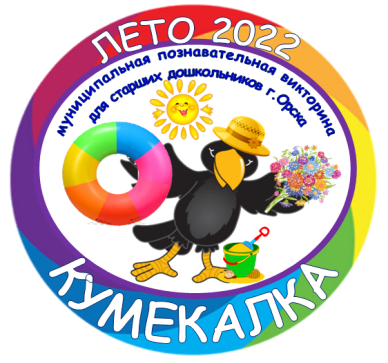 ЛЕТО 2022
муниципальная познавательная викторина
для старших дошкольников г.Орска
КУМЕКАЛКА